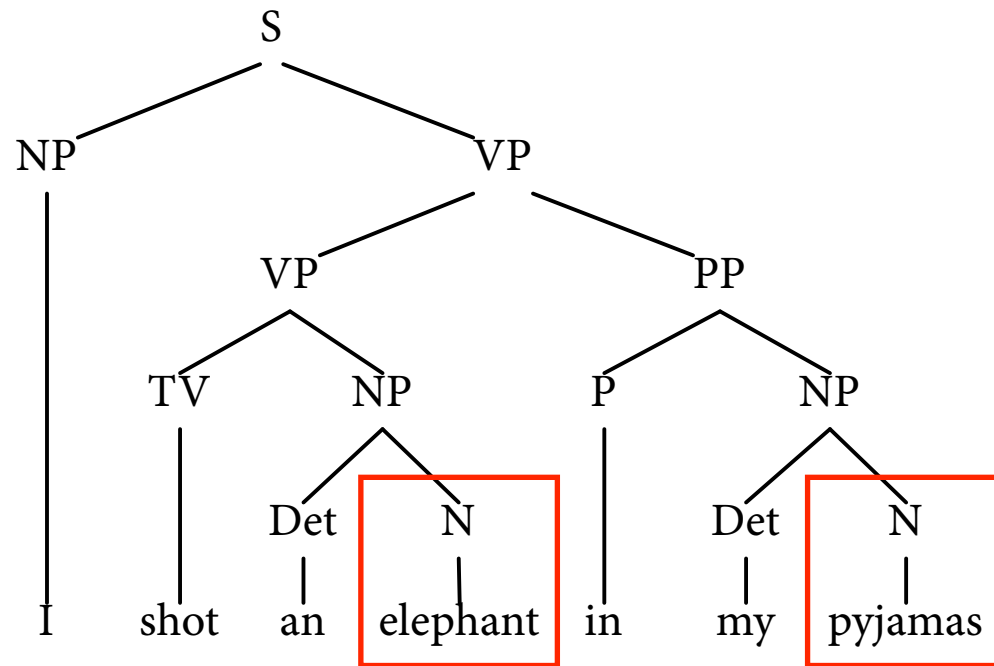 S
NP VP
VP PP
TV NP P NP
Det N Det N
I shot an elephant in my pyjamas